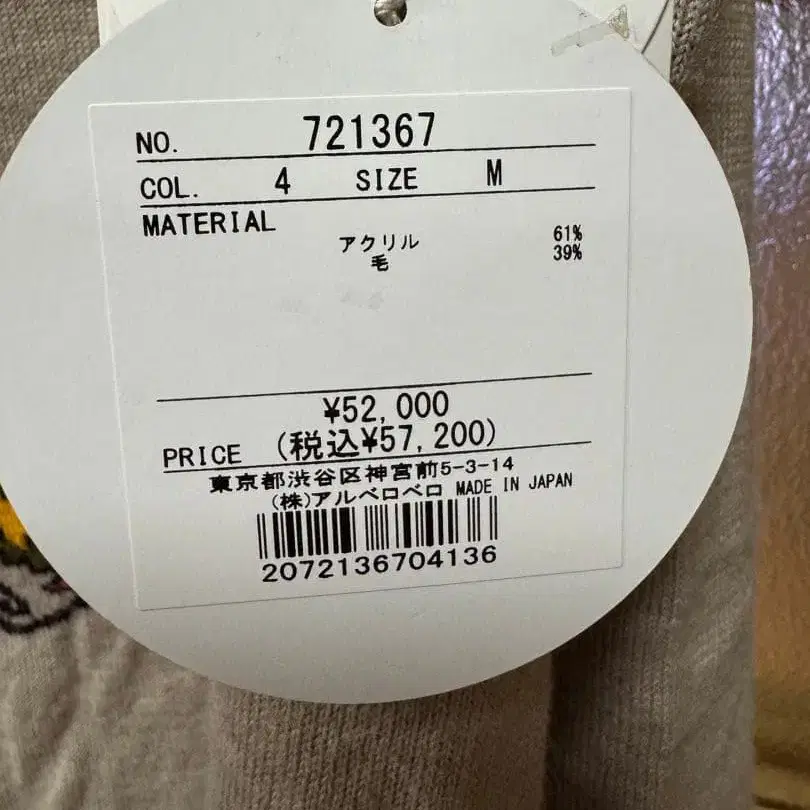 NO. 721367
COL. 4 SIZE M
MATERIAL
アクリル 61%
毛 39%
¥52,000
PRICE (税込¥57,200)
東京都渋谷区神宮前5-3-14
(株)アルベロベロ MADE IN JAPAN
2072136704136